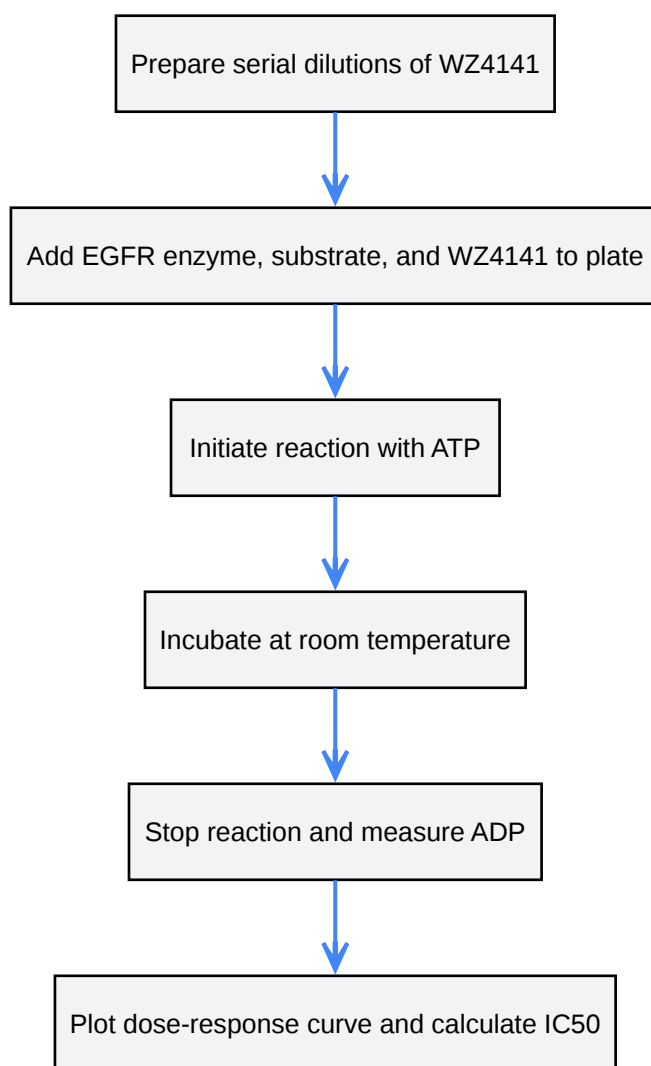 Prepare serial dilutions of WZ4141
Add EGFR enzyme, substrate, and WZ4141 to plate
Initiate reaction with ATP
Incubate at room temperature
Stop reaction and measure ADP
Plot dose-response curve and calculate IC50